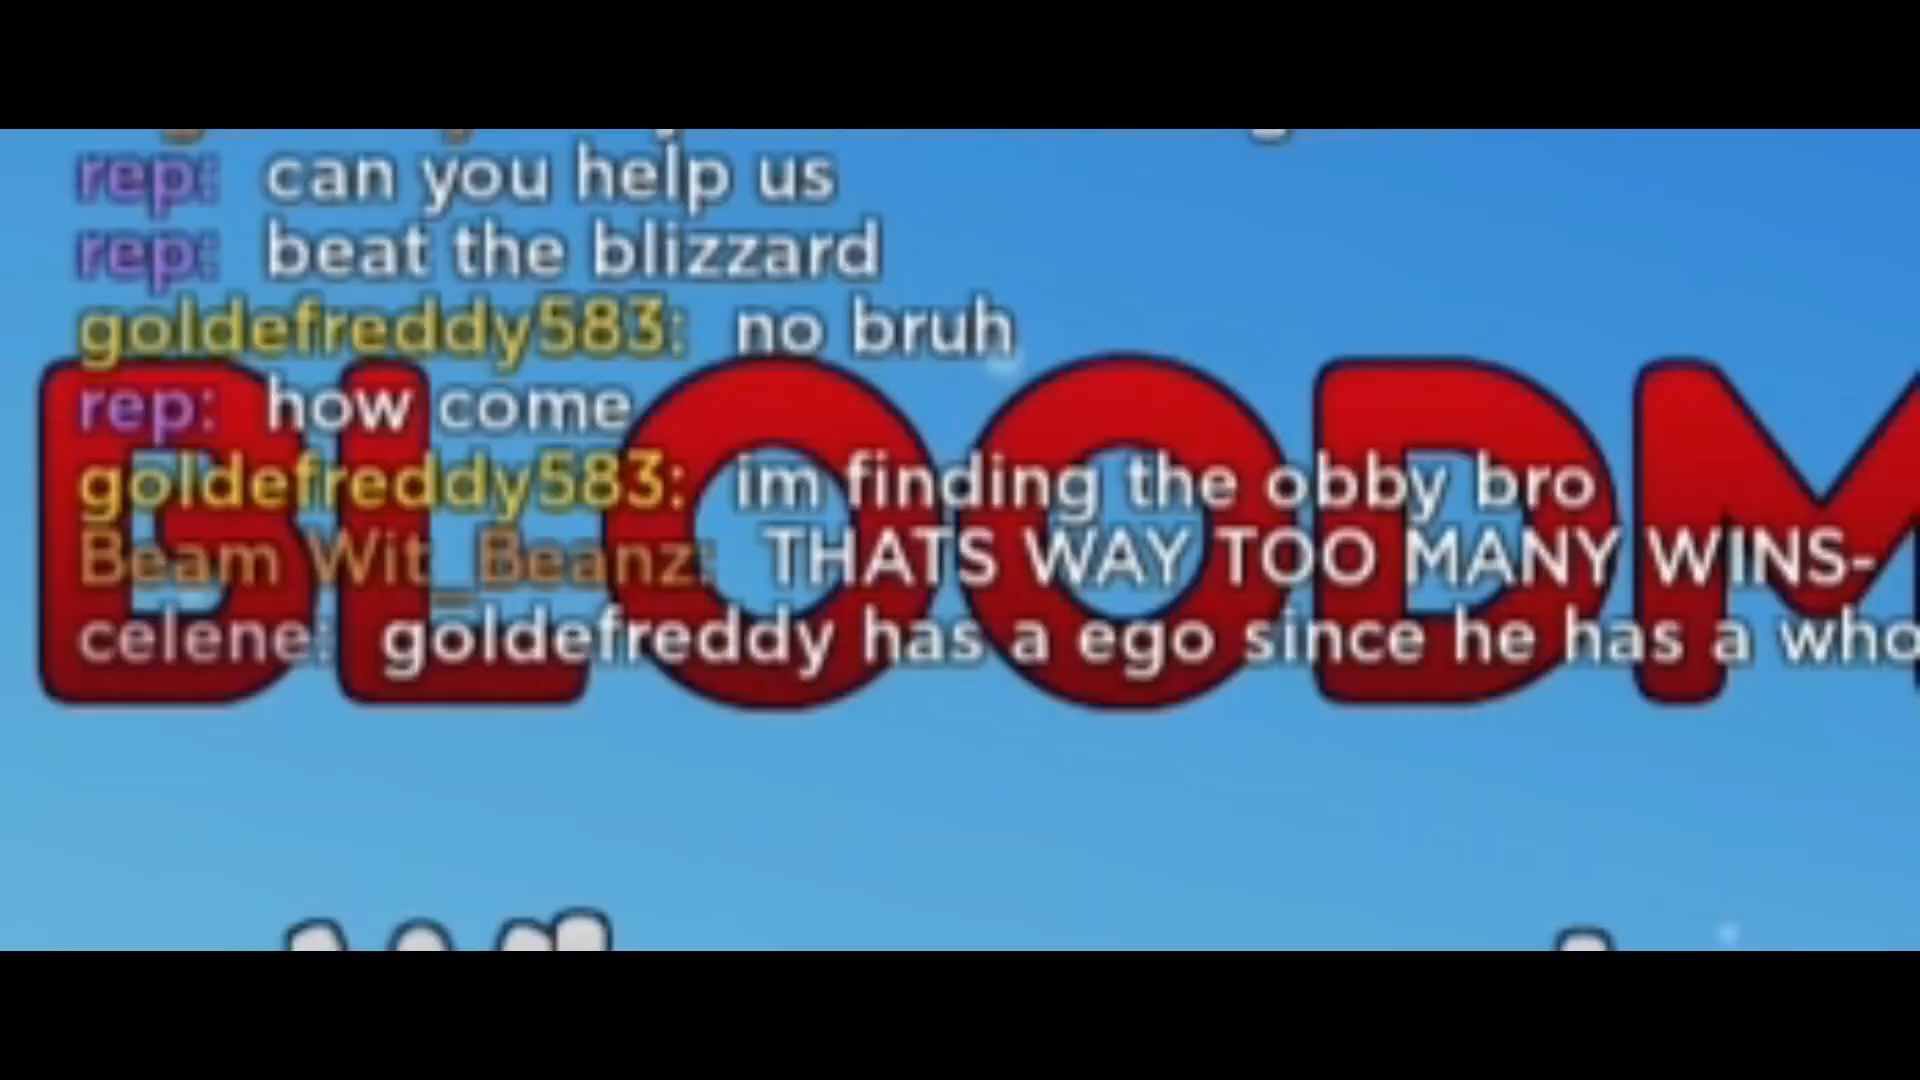 rep: can you help us
rep: beat the blizzard
goldefreddy583: no bruh
rep: how come
goldefreddy583: im finding the obby bro
Beam Wit_Beanz: THATS WAY TOO MANY WINS-
celene: goldefreddy has a ego since he has a who
BLOODM